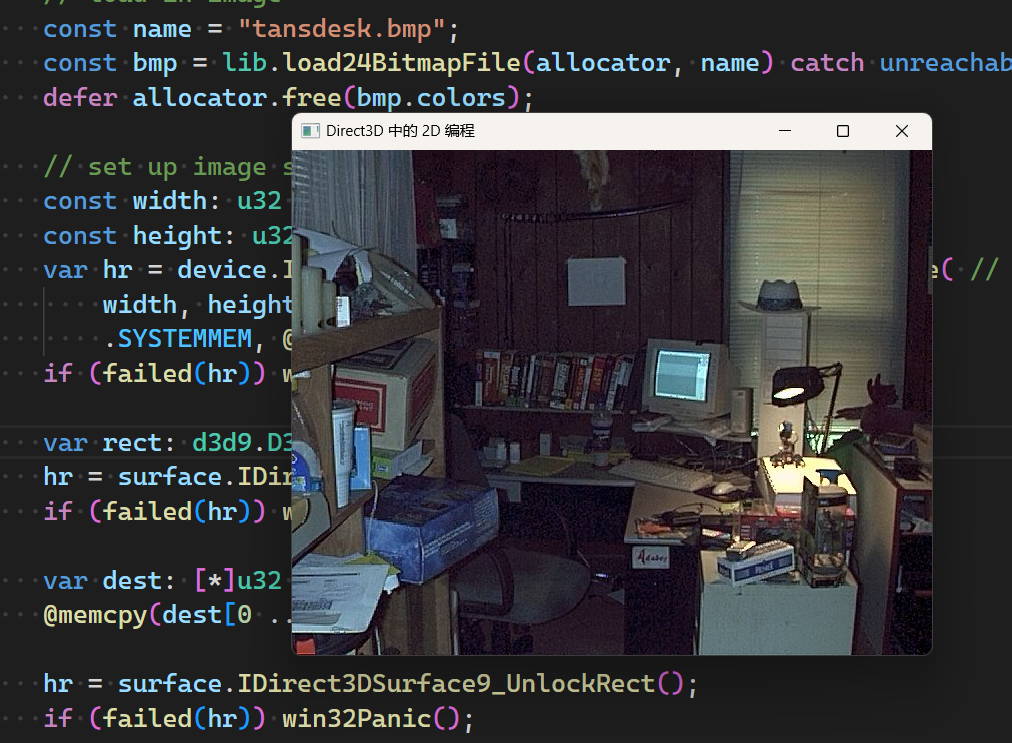 // load in image
const name = "tansdesk.bmp";
const bmp = lib.load24BitmapFile(allocator, name) catch unreachab
defer allocator.free(bmp.colors);
Direct3D 中的 2D 编程
// set up image s
const width: u32
const height: u32
var hr = device.I e( //
width, height
.SYSTEMMEM, @
if (failed(hr)) w
var rect: d3d9.D3
hr = surface.IDir
if (failed(hr)) w
var dest: [*]u32
@memcpy(dest[0 ..
hr = surface.IDirect3DSurface9_UnlockRect();
if (failed(hr)) win32Panic();